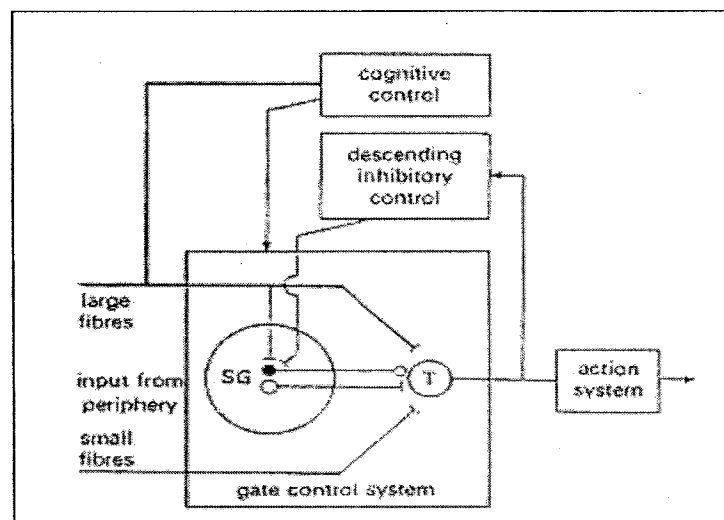 cognitive
control
descending
inhibitory
control
large
fibres
SG
T
input from
periphery
action
system
small
fibres
gate control system